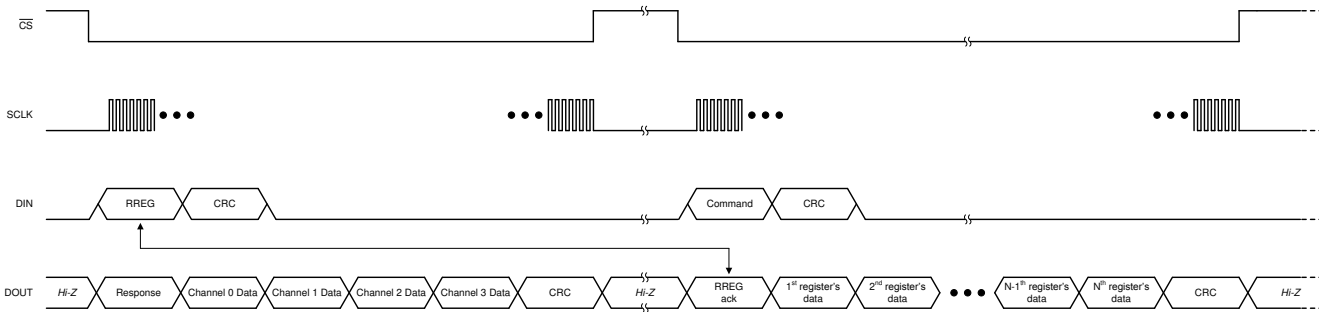 CS
SCLK
DIN
RREG
CRC
Command
CRC
DOUT
Hi-Z
Response
Channel 0 Data
Channel 1 Data
Channel 2 Data
Channel 3 Data
CRC
Hi-Z
RREG
ack
1st register's
data
2nd register's
data
N-1th register's
data
Nth register's
data
CRC
Hi-Z